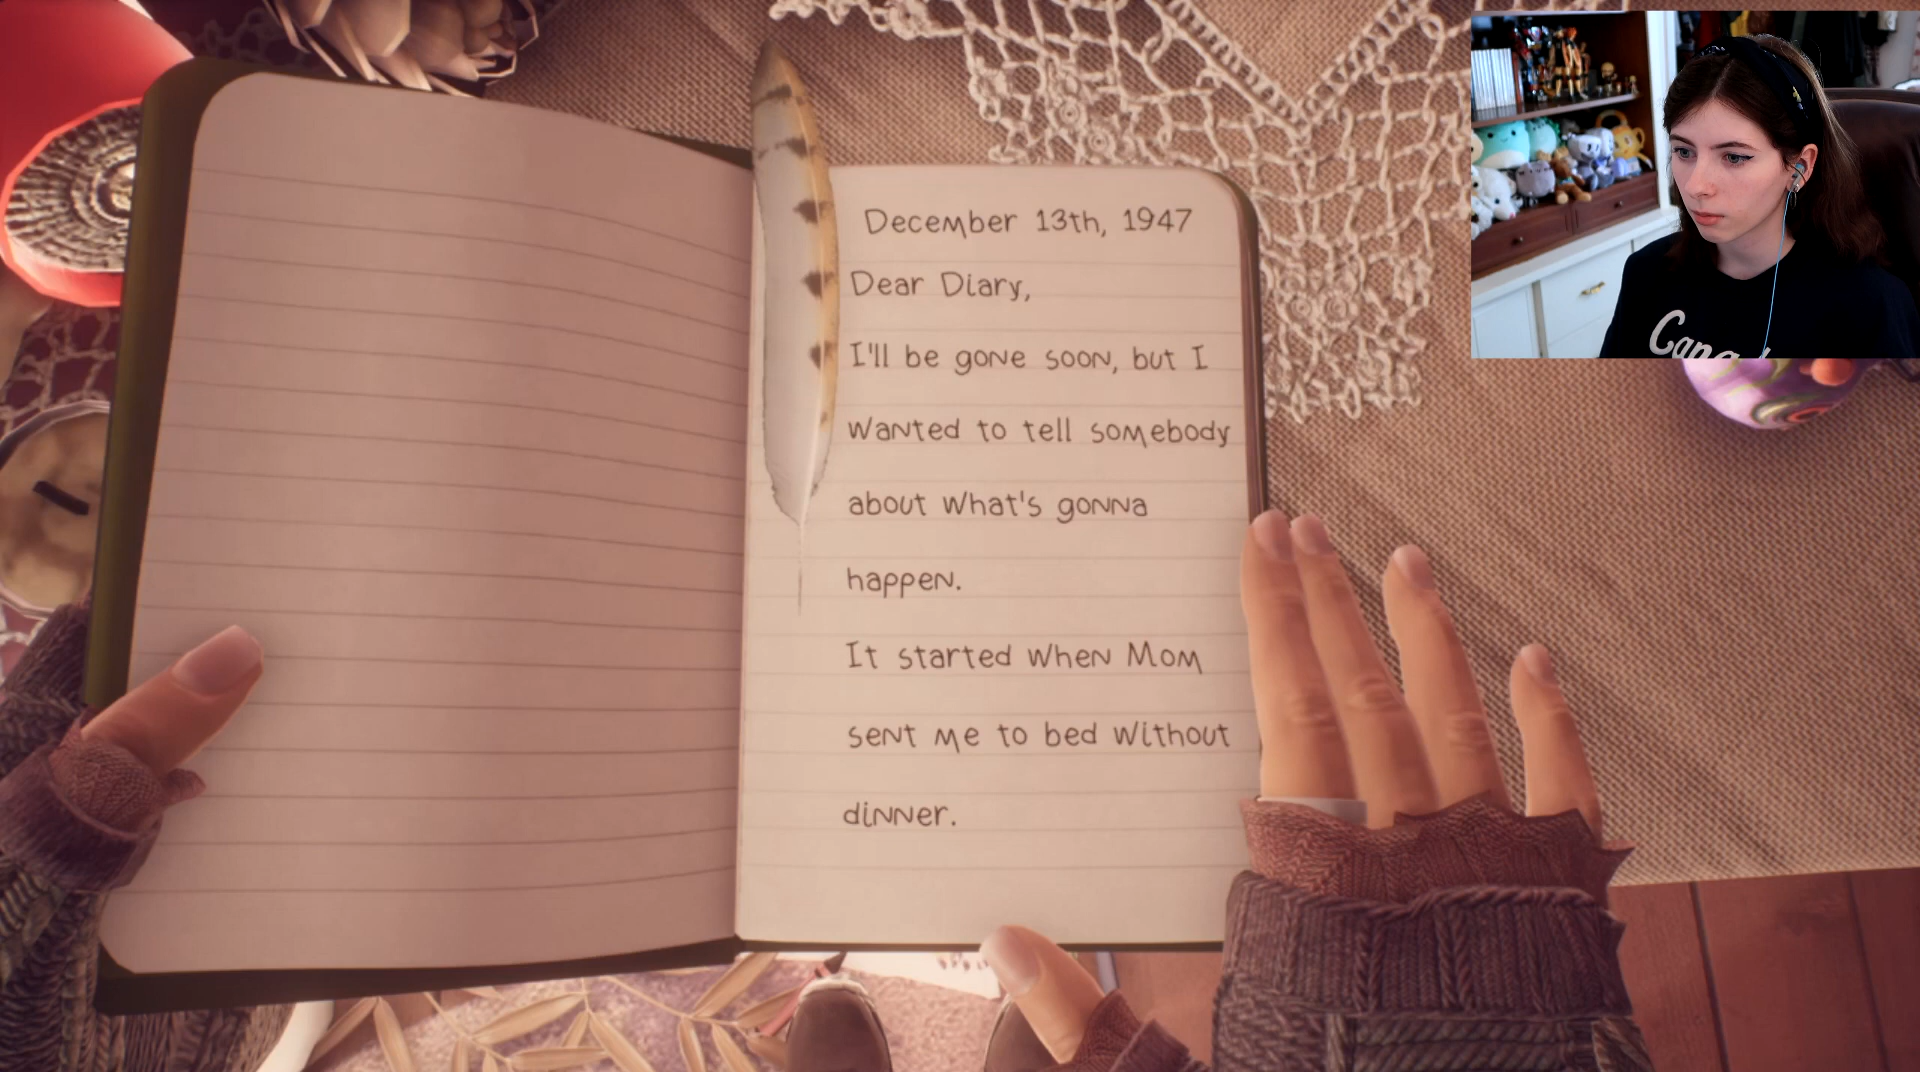 December 13th, 1947
Dear Diary,
I'll be gone soon, but I
wanted to tell somebody
about what's gonna
happen.
It started when Mom
sent me to bed without
dinner.